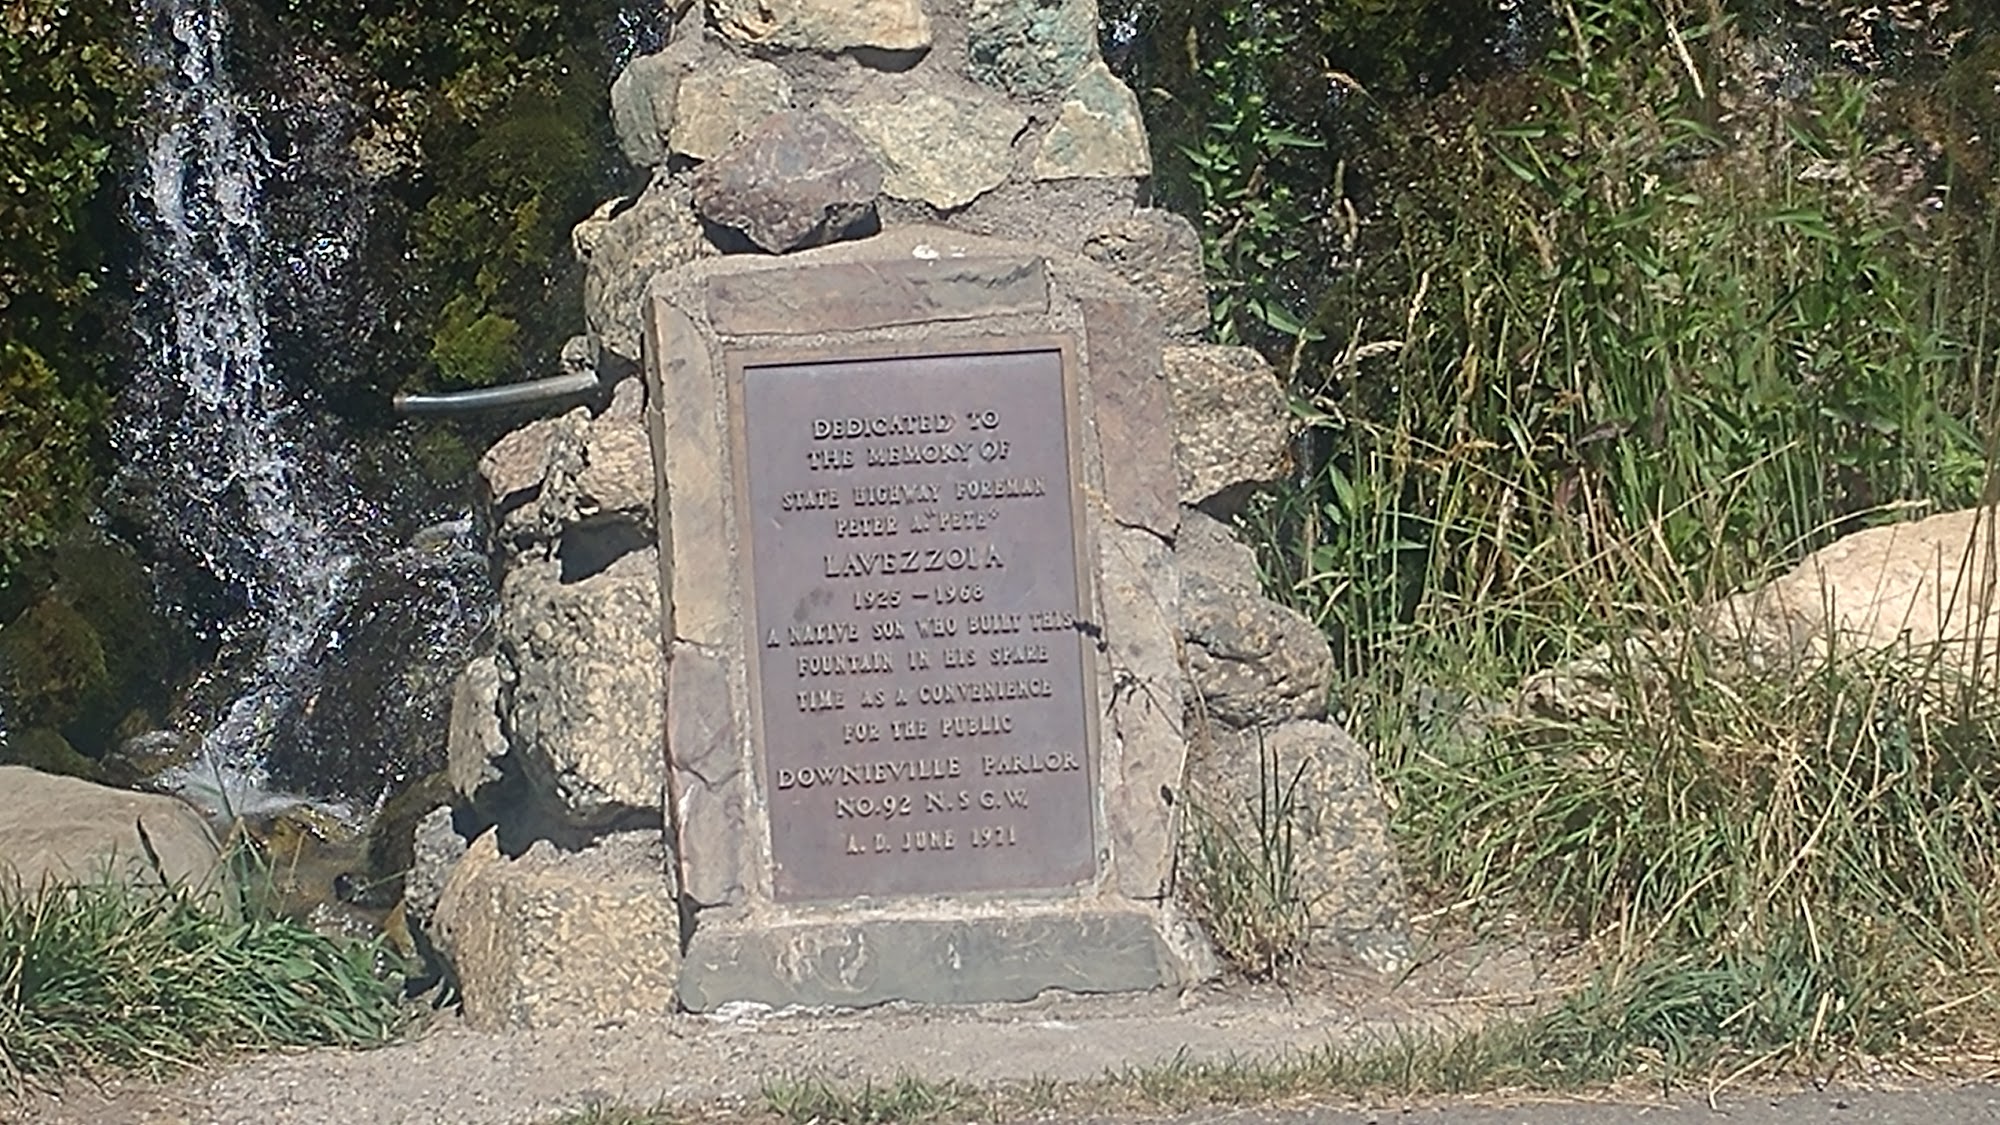 DEDICATED TO
THE MEMORY OF
STATE HIGHWAY FOREMAN
PETER A. "PETE"
LAVEZZOLA
1925 – 1968
A NATIVE SON WHO BUILT THIS
FOUNTAIN IN HIS SPARE
TIME AS A CONVENIENCE
FOR THE PUBLIC
DOWNIEVILLE PARLOR
NO. 92 N. S. G. W.
A. D. JUNE 1971